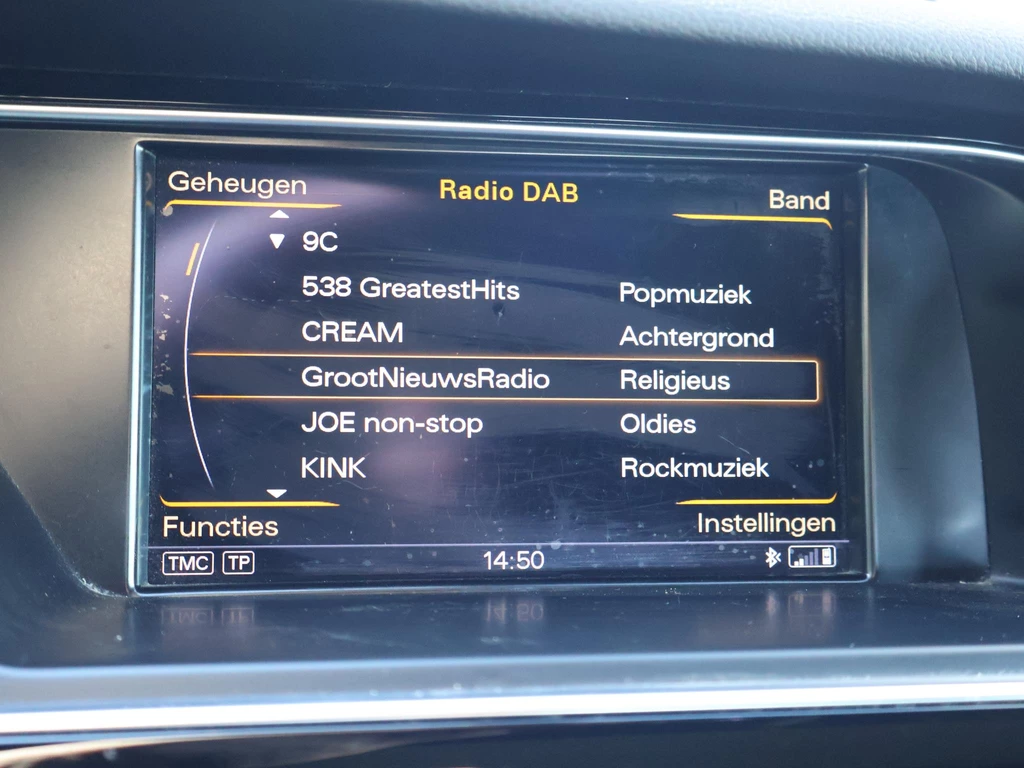 Geheugen Radio DAB Band
9C
538 GreatestHits Popmuziek
CREAM Achtergrond
GrootNieuwsRadio Religieus
JOE non-stop Oldies
KINK Rockmuziek
Functies Instellingen
TMC TP 14:50